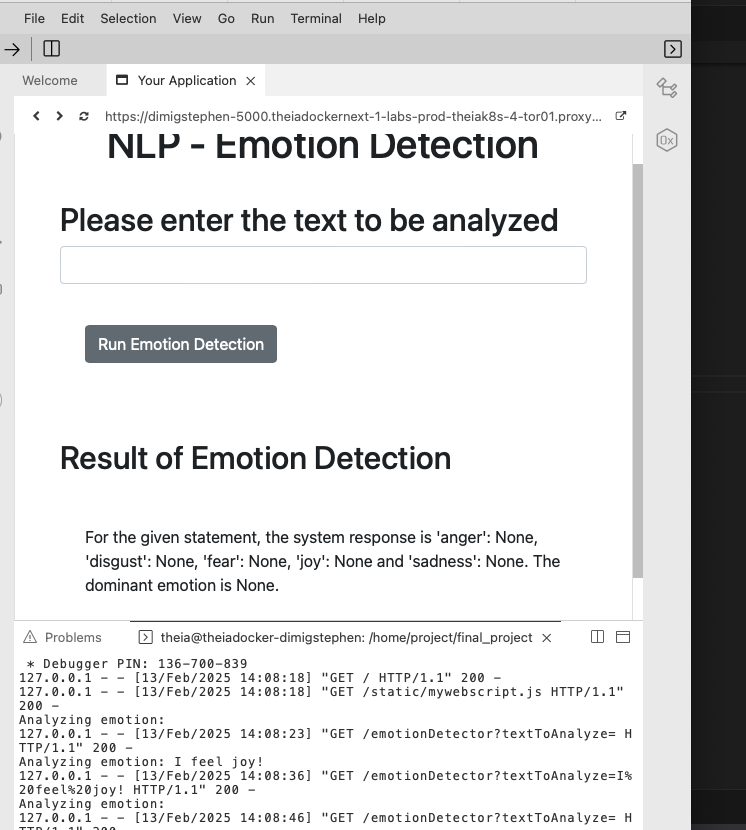 File Edit Selection View Go Run Terminal Help
Welcome Your Application
https://dimigstephen-5000.theiadockernext-1-labs-prod-theiak8s-4-tor01.proxy...
NLP - Emotion Detection
Please enter the text to be analyzed
Run Emotion Detection
Result of Emotion Detection
For the given statement, the system response is 'anger': None,
'disgust': None, 'fear': None, 'joy': None and 'sadness': None. The
dominant emotion is None.
Problems theia@theiadocker-dimigstephen: /home/project/final_project
* Debugger PIN: 136-700-839
127.0.0.1 - - [13/Feb/2025 14:08:18] "GET / HTTP/1.1" 200 -
127.0.0.1 - - [13/Feb/2025 14:08:18] "GET /static/mywebscript.js HTTP/1.1"
200 -
Analyzing emotion:
127.0.0.1 - - [13/Feb/2025 14:08:23] "GET /emotionDetector?textToAnalyze= H
TTP/1.1" 200 -
Analyzing emotion: I feel joy!
127.0.0.1 - - [13/Feb/2025 14:08:36] "GET /emotionDetector?textToAnalyze=I%
20feel%20joy! HTTP/1.1" 200 -
Analyzing emotion:
127.0.0.1 - - [13/Feb/2025 14:08:46] "GET /emotionDetector?textToAnalyze= H
TTP/1.1" 200
0x